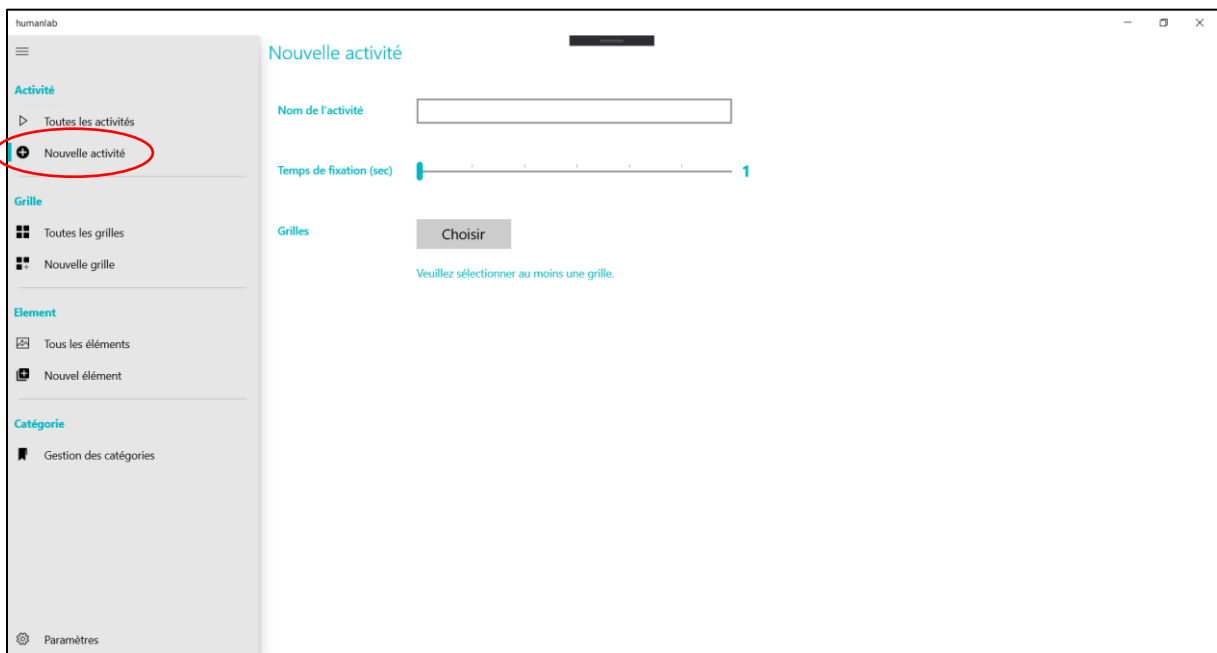 humanlab
Activité
Toutes les activités
Nouvelle activité
Grille
Toutes les grilles
Nouvelle grille
Element
Tous les éléments
Nouvel élément
Catégorie
Gestion des catégories
Paramètres
Nouvelle activité
Nom de l'activité
Temps de fixation (sec) 1
Grilles Choisir
Veuillez sélectionner au moins une grille.